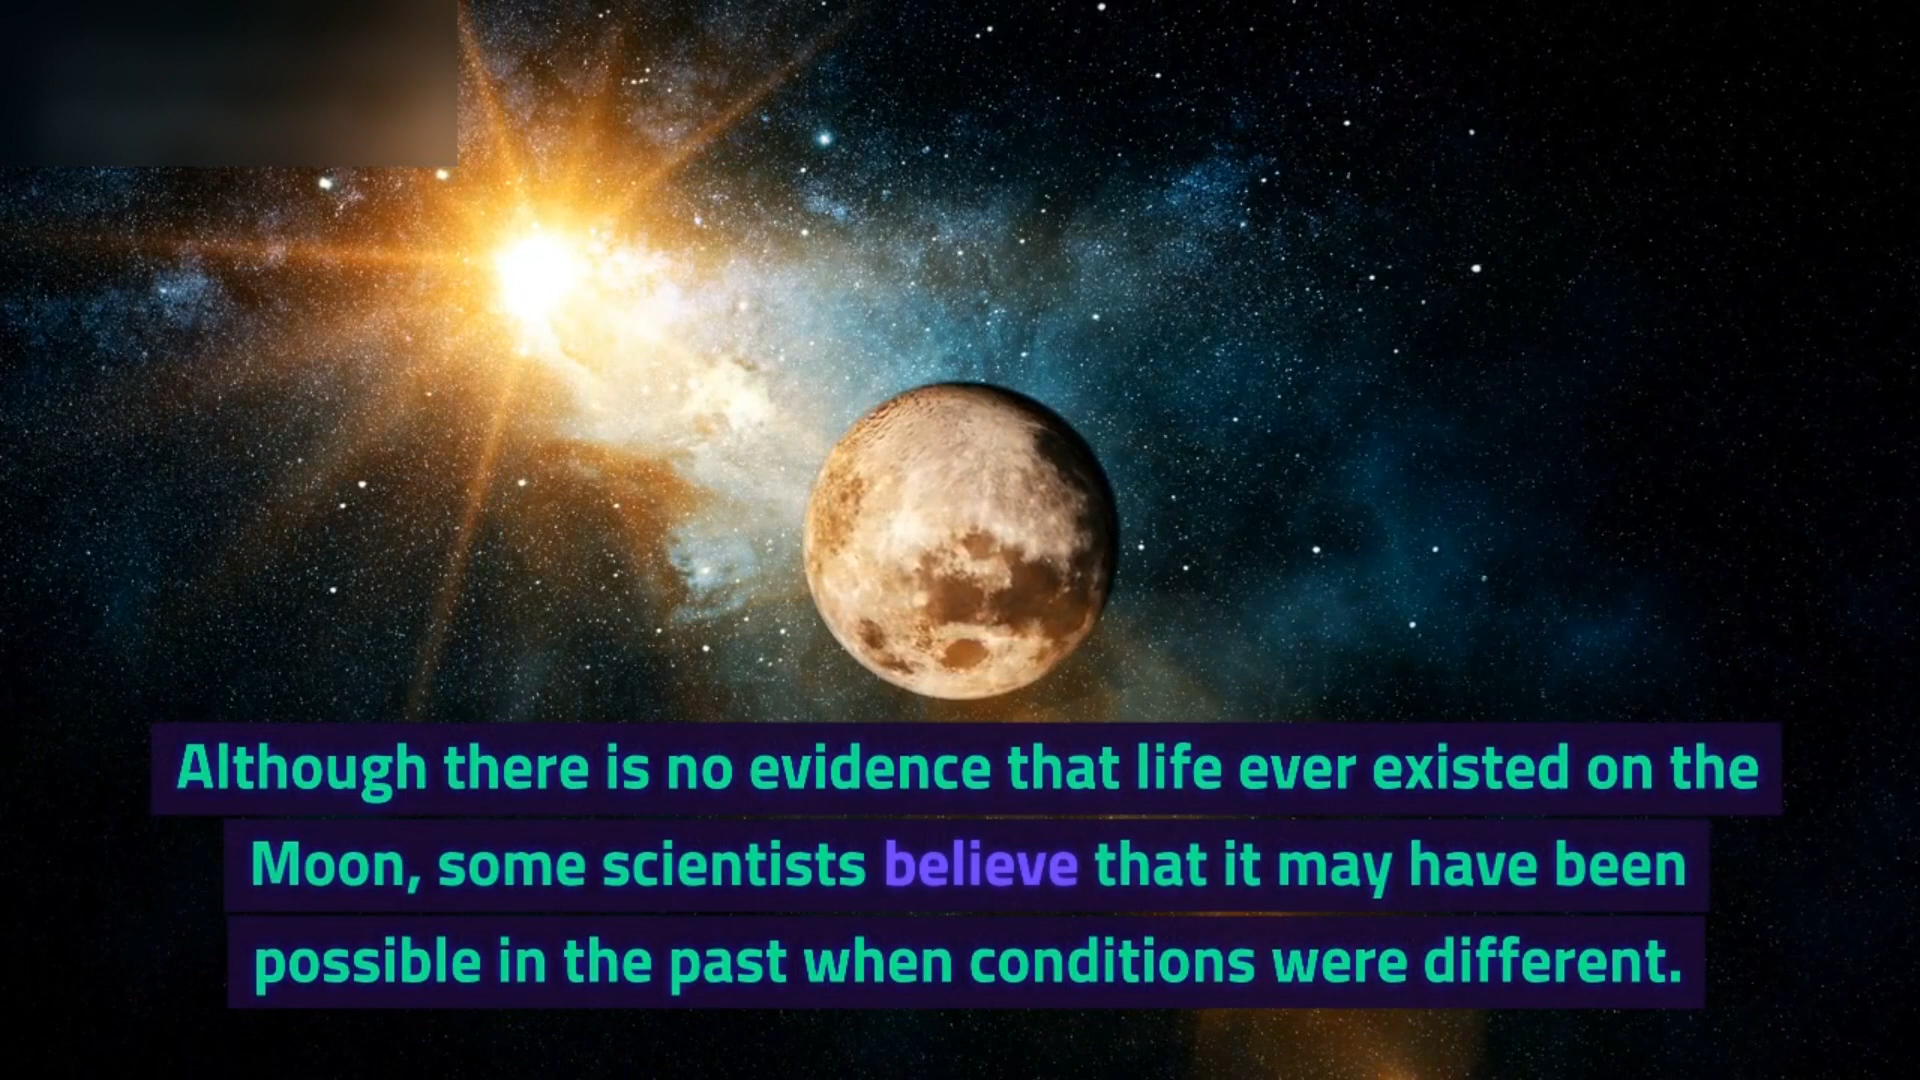 Although there is no evidence that life ever existed on the
Moon, some scientists believe that it may have been
possible in the past when conditions were different.